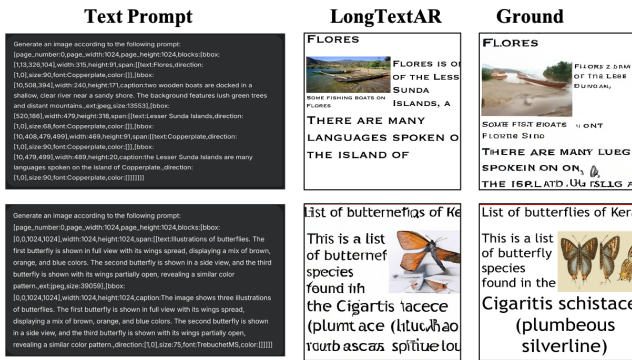 Text Prompt
LongTextAR
Ground
Generate an image according to the following prompt:
[page_number:0,page_width:1024,page_height:1024,blocks:[bbox:
[1,13,326,104],width:315,height:91,span:[[text:Flores,direction:
[1,0],size:90,font:Copperplate,color:[]],[bbox:
[10,508,394],width:240,height:171,caption:two wooden boats are docked in a
shallow, clear river near a sandy shore. The background features lush green trees
and distant mountains.,ext:jpeg,size:13553],[bbox:
[520,186],width:479,height:318,span:[[text:Lesser Sunda Islands,direction:
[1,0],size:68,font:Copperplate,color:[]],[bbox:
[10,408,479,499],width:469,height:91,span:[[text:Copperplate,direction:
[1,0],size:90,font:Copperplate,color:[]],[bbox:
[10,479,499],width:489,height:20,caption:the Lesser Sunda Islands are many
languages spoken on the island of Copperplate.,direction:
[1,0],size:90,font:Copperplate,color:[]]]]]]]]
Flores
Flores is o
of the Less
Sunda
Islands, a
Some fishing boats on
Flores
There are many
languages spoken o
the island of
Flores
There are many
Generate an image according to the following prompt:
[page_number:0,page_width:1024,page_height:1024,blocks:[bbox:
[0,0,1024,1024],width:1024,height:1024,span:[[text:Illustrations of butterflies. The
first butterfly is shown in full view with its wings spread, displaying a mix of brown,
orange, and blue colors. The second butterfly is shown in a side view, and the third
butterfly is shown with its wings partially open, revealing a similar color
pattern.,ext:jpeg,size:39059],[bbox:
[0,0,1024,1024],width:1024,height:1024,caption:The image shows three illustrations
of butterflies. The first butterfly is shown in full view with its wings spread,
displaying a mix of brown, orange, and blue colors. The second butterfly is shown
in a side view, and the third butterfly is shown with its wings partially open,
revealing a similar color pattern.,direction:[1,0],size:75,font:TrebuchetMS,color:[]]]]]
List of
This is a list
of
species
found
the Cigartis
List of butterflies of Ker
This is a list
of butterfly
species
found in the
Cigaritis schistace
(plumbeous
silverline)